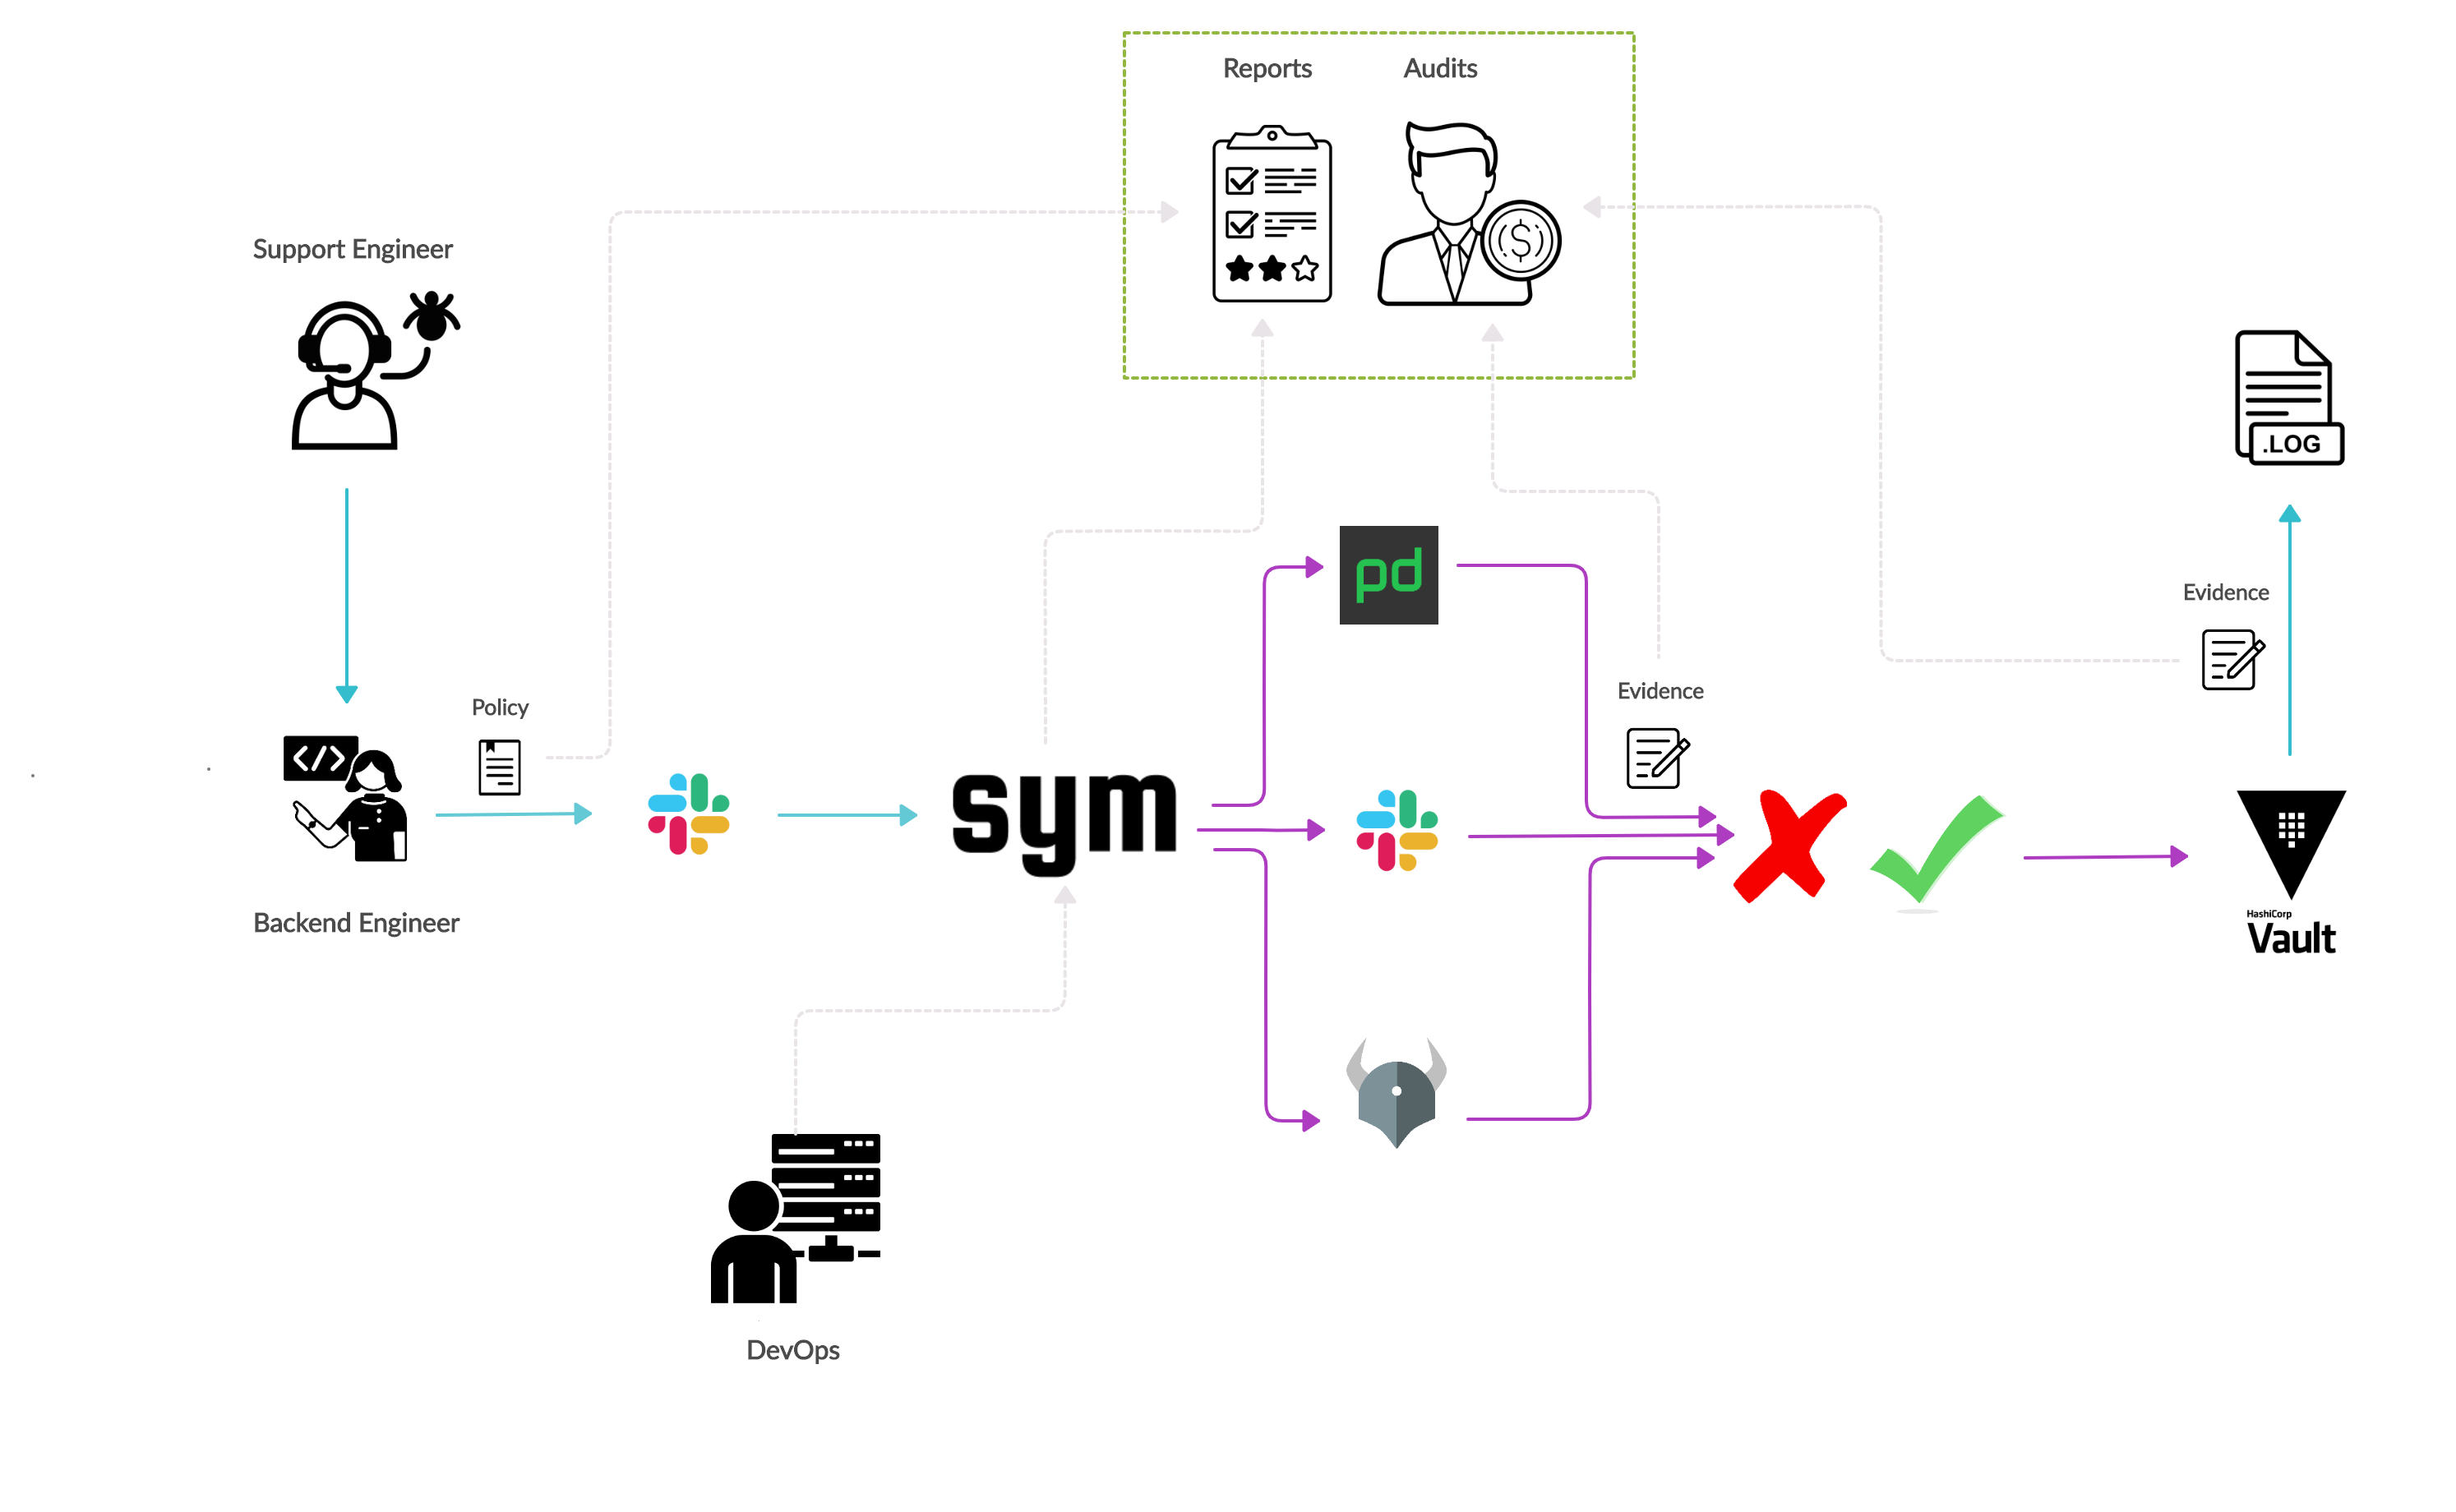 Reports
Audits
Support Engineer
.LOG
pd
Evidence
Policy
Evidence
</>
sym
Backend Engineer
HashiCorp
Vault
DevOps